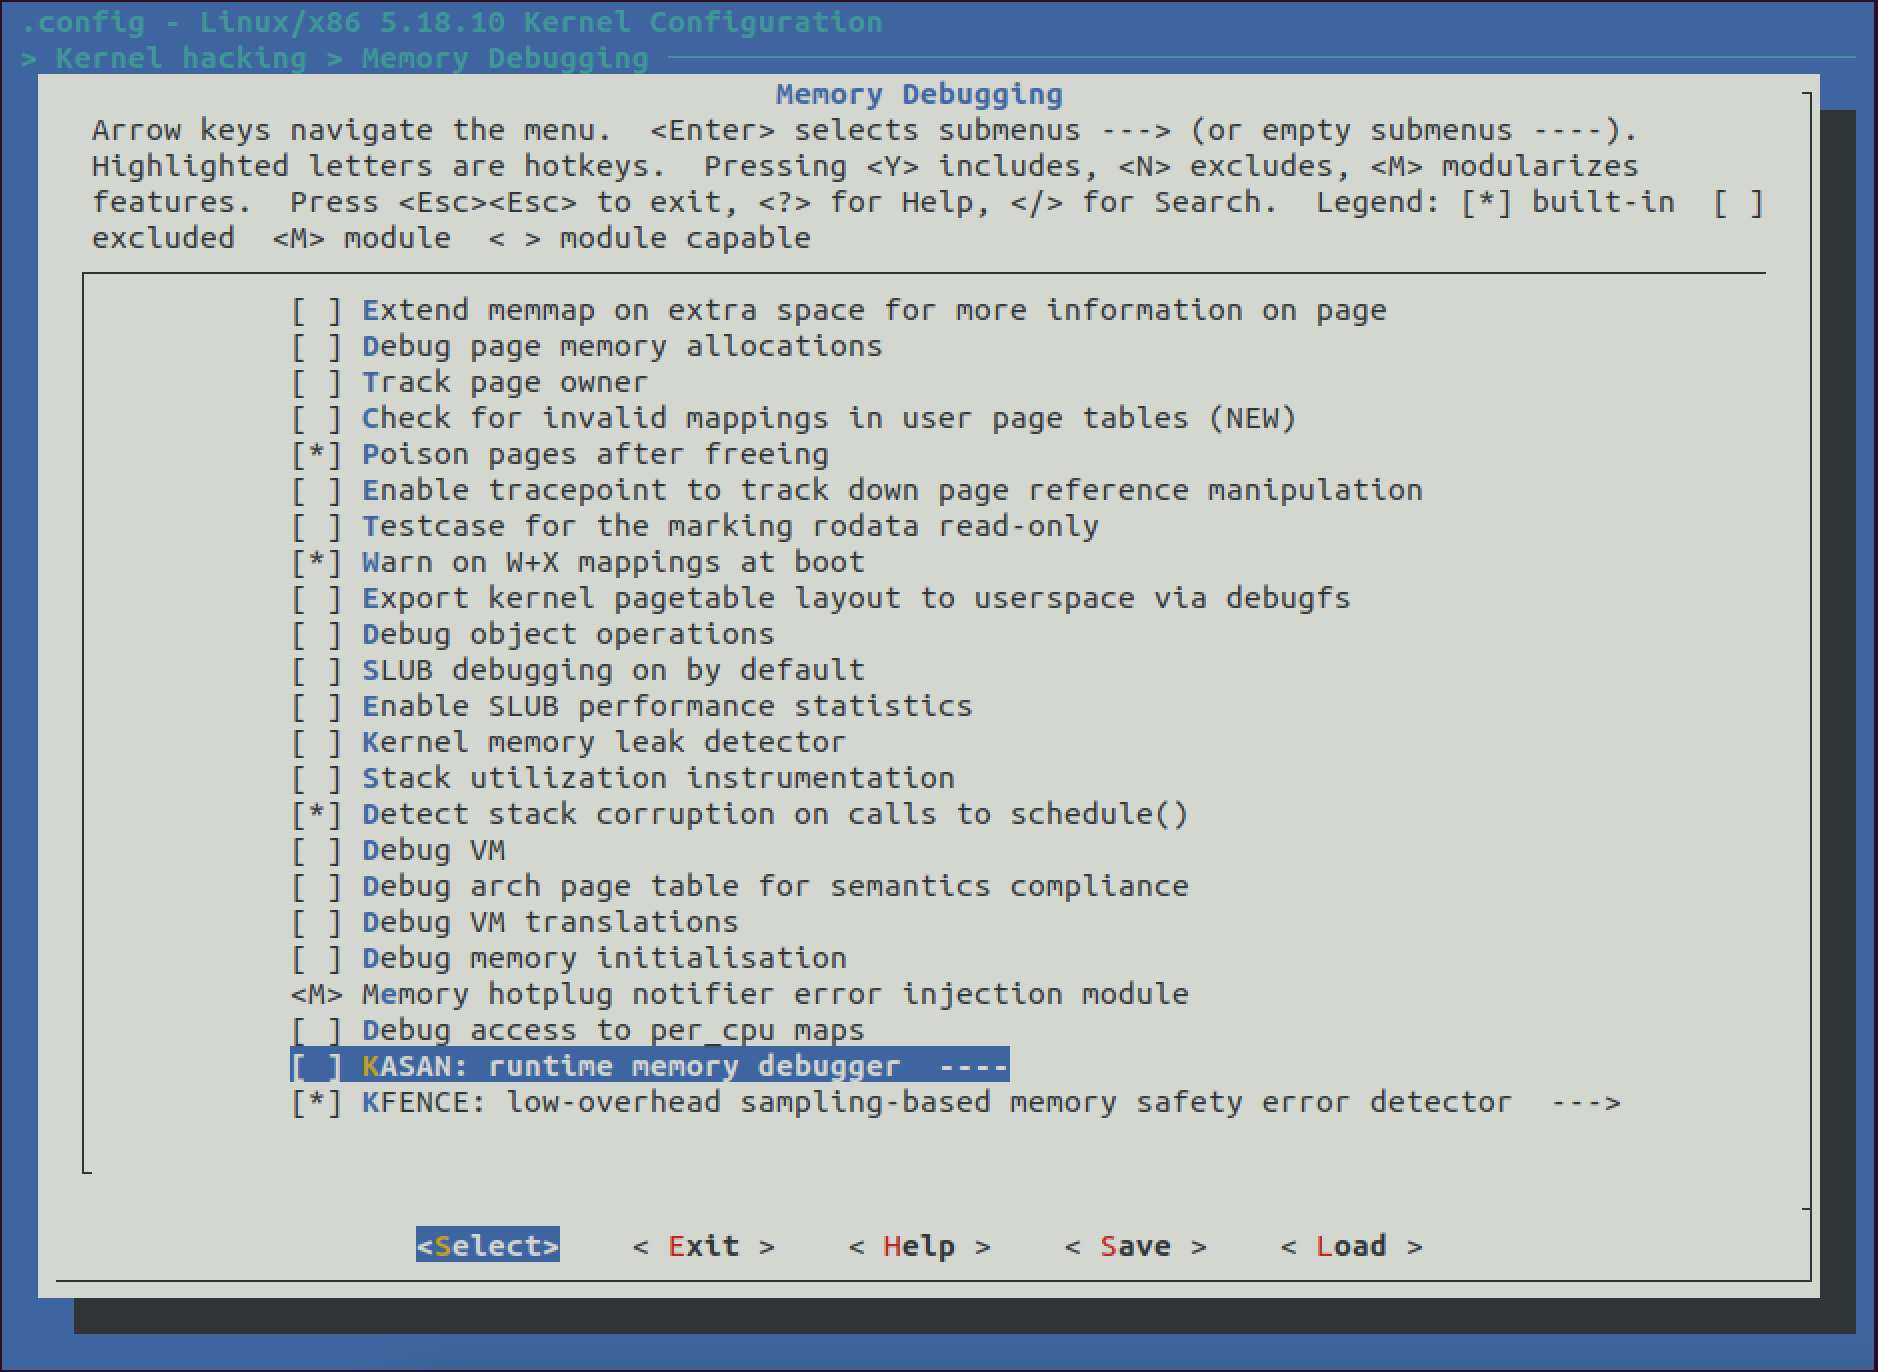 .config - Linux/x86 5.18.10 Kernel Configuration
> Kernel hacking > Memory Debugging
Memory Debugging
Arrow keys navigate the menu.  <Enter> selects submenus ---> (or empty submenus ----).
Highlighted letters are hotkeys.  Pressing <Y> includes, <N> excludes, <M> modularizes
features.  Press <Esc><Esc> to exit, <?> for Help, </> for Search.  Legend: [*] built-in  [ ]
excluded  <M> module  < > module capable
[ ] Extend memmap on extra space for more information on page
[ ] Debug page memory allocations
[ ] Track page owner
[ ] Check for invalid mappings in user page tables (NEW)
[*] Poison pages after freeing
[ ] Enable tracepoint to track down page reference manipulation
[ ] Testcase for the marking rodata read-only
[*] Warn on W+X mappings at boot
[ ] Export kernel pagetable layout to userspace via debugfs
[ ] Debug object operations
[ ] SLUB debugging on by default
[ ] Enable SLUB performance statistics
[ ] Kernel memory leak detector
[ ] Stack utilization instrumentation
[*] Detect stack corruption on calls to schedule()
[ ] Debug VM
[ ] Debug arch page table for semantics compliance
[ ] Debug VM translations
[ ] Debug memory initialisation
<M> Memory hotplug notifier error injection module
[ ] Debug access to per_cpu maps
[ ] KASAN: runtime memory debugger  ----
[*] KFENCE: low-overhead sampling-based memory safety error detector  --->
<Select>    < Exit >    < Help >    < Save >    < Load >